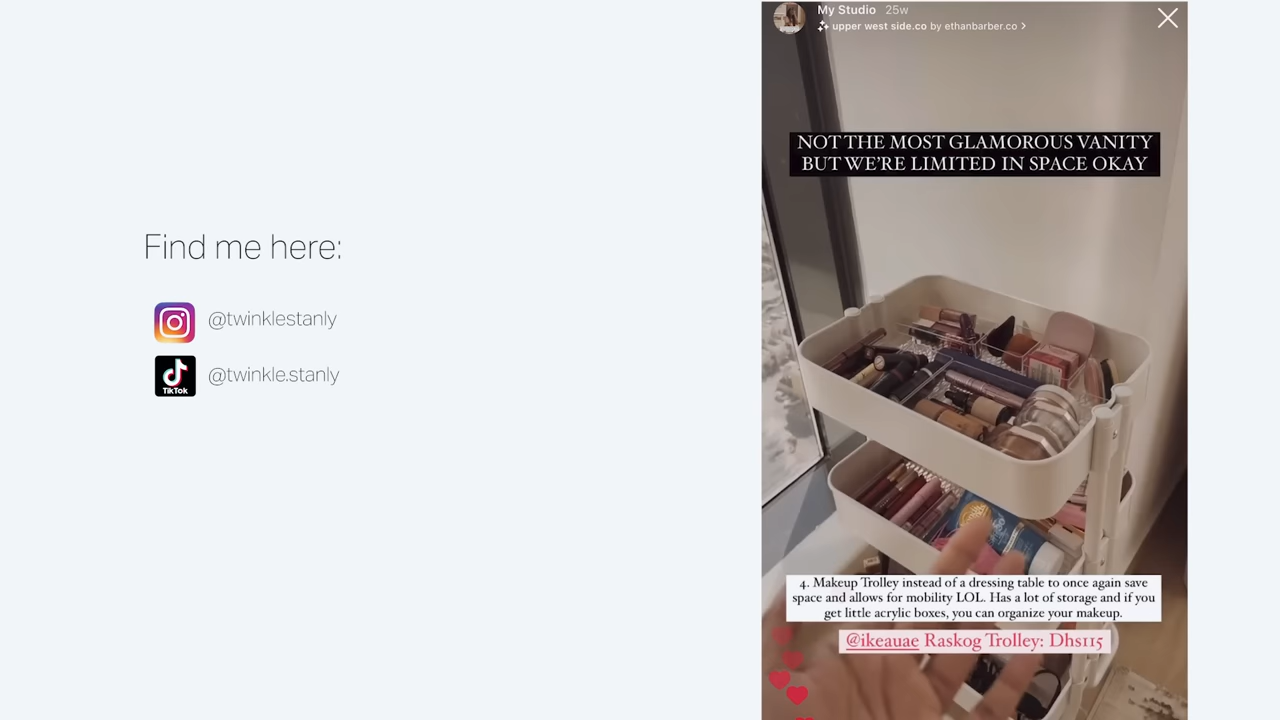 Find me here:
@twinklestanly
TikTok
@twinkle.stanly
My Studio 25w
upper west side.co by ethanbarber.co >
NOT THE MOST GLAMOROUS VANITY
BUT WE'RE LIMITED IN SPACE OKAY
4. Makeup Trolley instead of a dressing table to once again save
space and allows for mobility LOL. Has a lot of storage and if you
get little acrylic boxes, you can organize your makeup.
@ikeauae Raskog Trolley: Dhs115